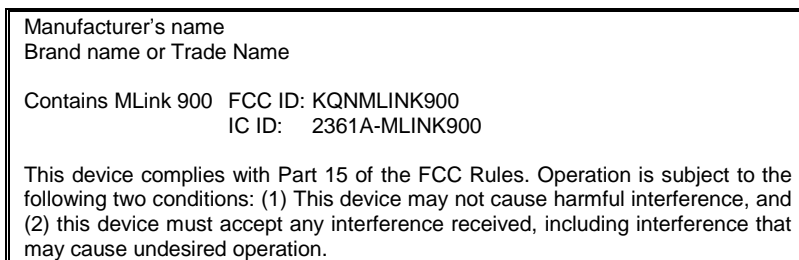 Manufacturer's name
Brand name or Trade Name
Contains MLink 900 FCC ID: KQNMLINK900
IC ID: 2361A-MLINK900
This device complies with Part 15 of the FCC Rules. Operation is subject to the
following two conditions: (1) This device may not cause harmful interference, and
(2) this device must accept any interference received, including interference that
may cause undesired operation.